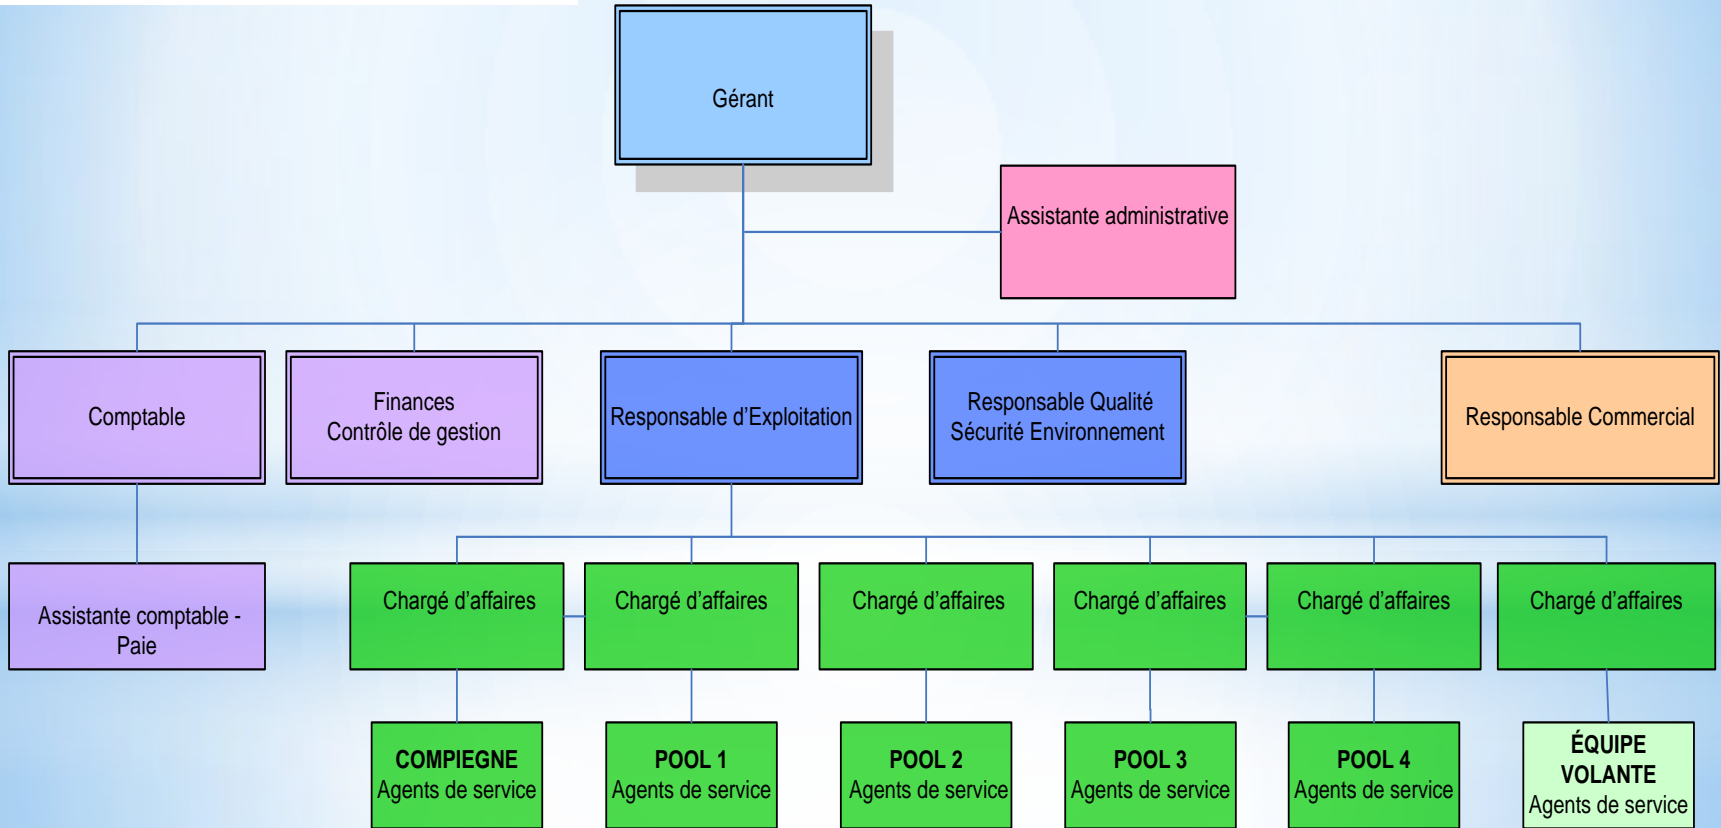 Gérant
Assistante administrative
Comptable
Finances
Contrôle de gestion
Responsable d’Exploitation
Responsable Qualité
Sécurité Environnement
Responsable Commercial
Assistante comptable -
Paie
Chargé d’affaires
Chargé d’affaires
Chargé d’affaires
Chargé d’affaires
Chargé d’affaires
Chargé d’affaires
COMPIEGNE
Agents de service
POOL 1
Agents de service
POOL 2
Agents de service
POOL 3
Agents de service
POOL 4
Agents de service
ÉQUIPE
VOLANTE
Agents de service